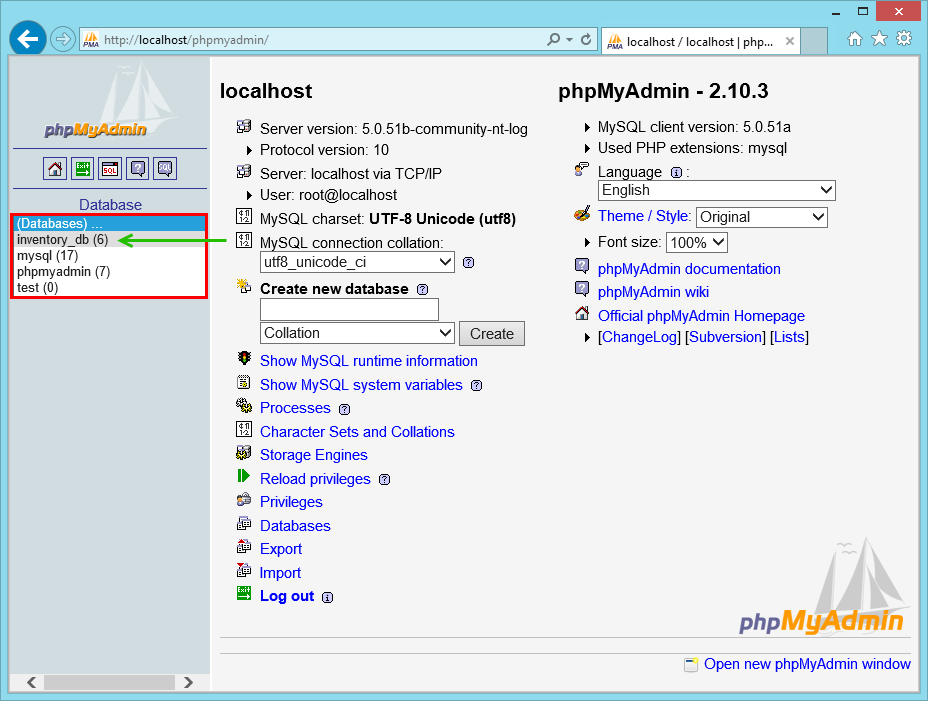 http://localhost/phpmyadmin/
localhost / localhost | php...
phpMyAdmin
Database
(Databases) ...
inventory_db (6)
mysql (17)
phpmyadmin (7)
test (0)
localhost
Server version: 5.0.51b-community-nt-log
Protocol version: 10
Server: localhost via TCP/IP
User: root@localhost
MySQL charset: UTF-8 Unicode (utf8)
MySQL connection collation:
utf8_unicode_ci
Create new database
Collation
Create
Show MySQL runtime information
Show MySQL system variables
Processes
Character Sets and Collations
Storage Engines
Reload privileges
Privileges
Databases
Export
Import
Log out
phpMyAdmin - 2.10.3
MySQL client version: 5.0.51a
Used PHP extensions: mysql
Language :
English
Theme / Style: Original
Font size: 100%
phpMyAdmin documentation
phpMyAdmin wiki
Official phpMyAdmin Homepage
[ChangeLog] [Subversion] [Lists]
phpMyAdmin
Open new phpMyAdmin window